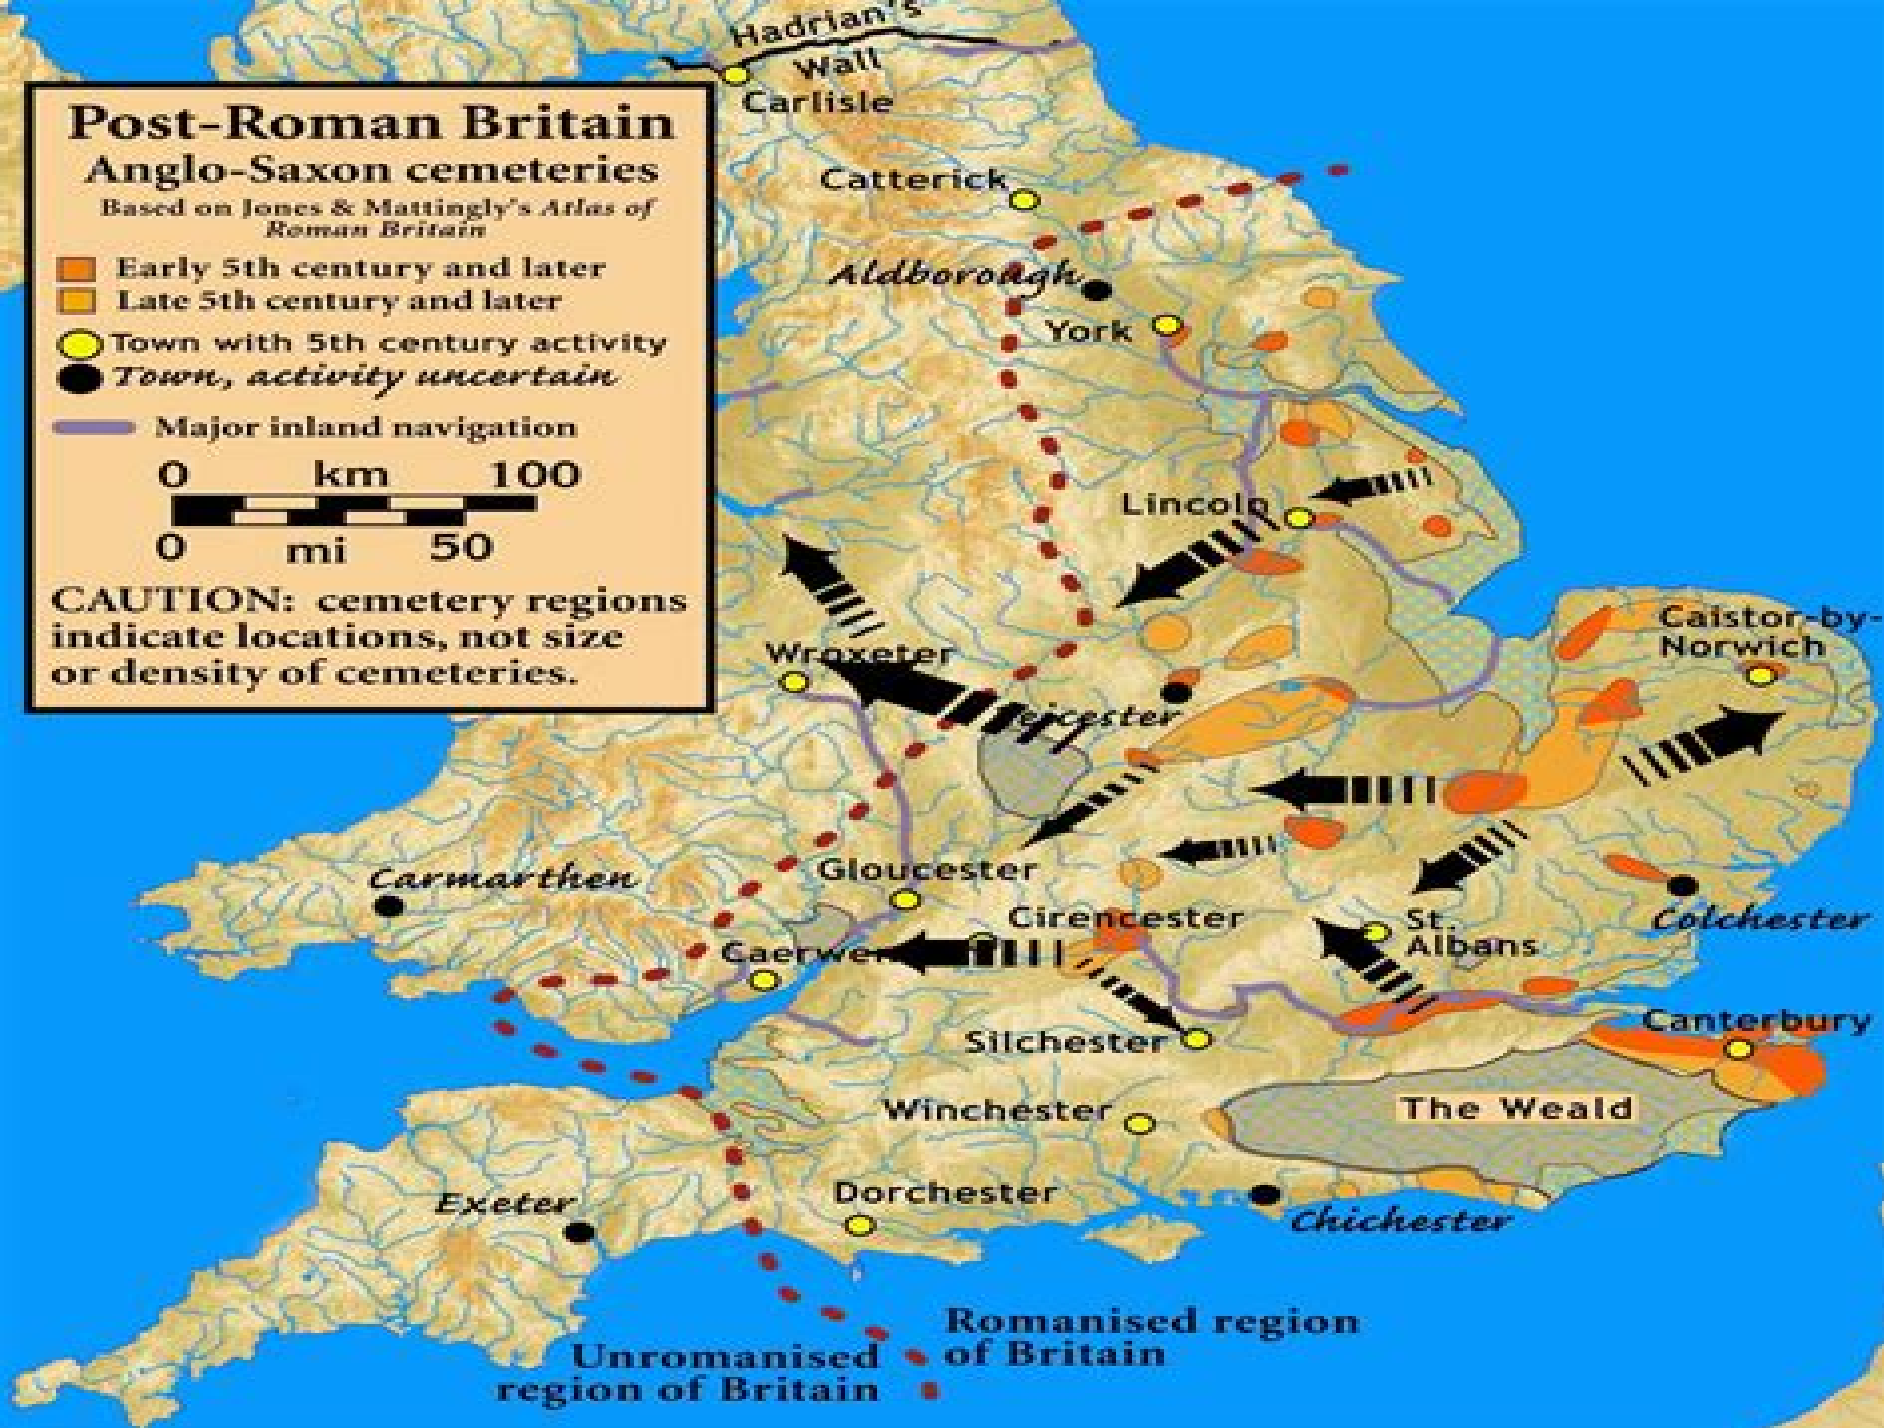 Hadrian's
Wall
Carlisle
Post-Roman Britain
Anglo-Saxon cemeteries
Based on Jones & Mattingly's Atlas of
Roman Britain
Early 5th century and later
Late 5th century and later
Town with 5th century activity
Town, activity uncertain
Major inland navigation
0 km 100
0 mi 50
CAUTION: cemetery regions
indicate locations, not size
or density of cemeteries.
Catterick
Aldborough
York
Lincoln
Caistor-by-
Norwich
Wroxeter
Leicester
Gloucester
Carmarthen
Cirencester
St.
Albans
Colchester
Caerwent
Silchester
Canterbury
The Weald
Winchester
Dorchester
Exeter
Chichester
Romanised region
of Britain
Unromanised
region of Britain